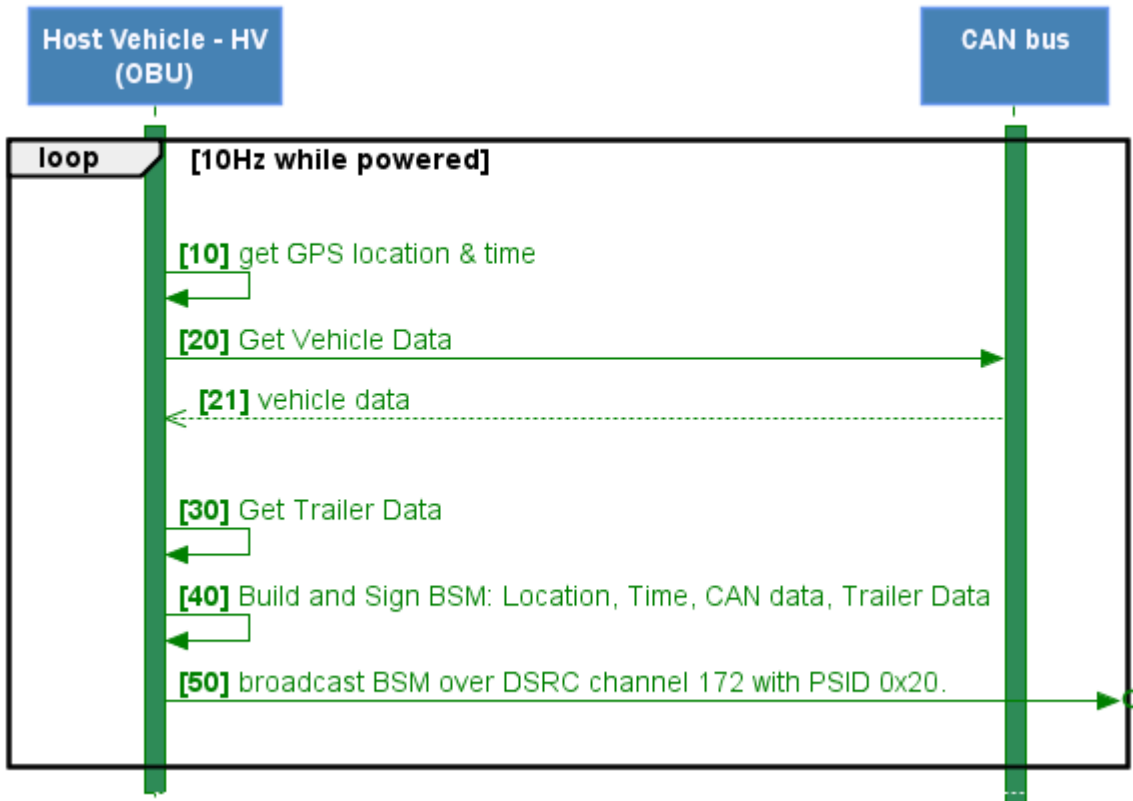 Host Vehicle - HV
(OBU)
CAN bus
loop
[10Hz while powered]
[10] get GPS location & time
[20] Get Vehicle Data
[21] vehicle data
[30] Get Trailer Data
[40] Build and Sign BSM: Location, Time, CAN data, Trailer Data
[50] broadcast BSM over DSRC channel 172 with PSID 0x20.